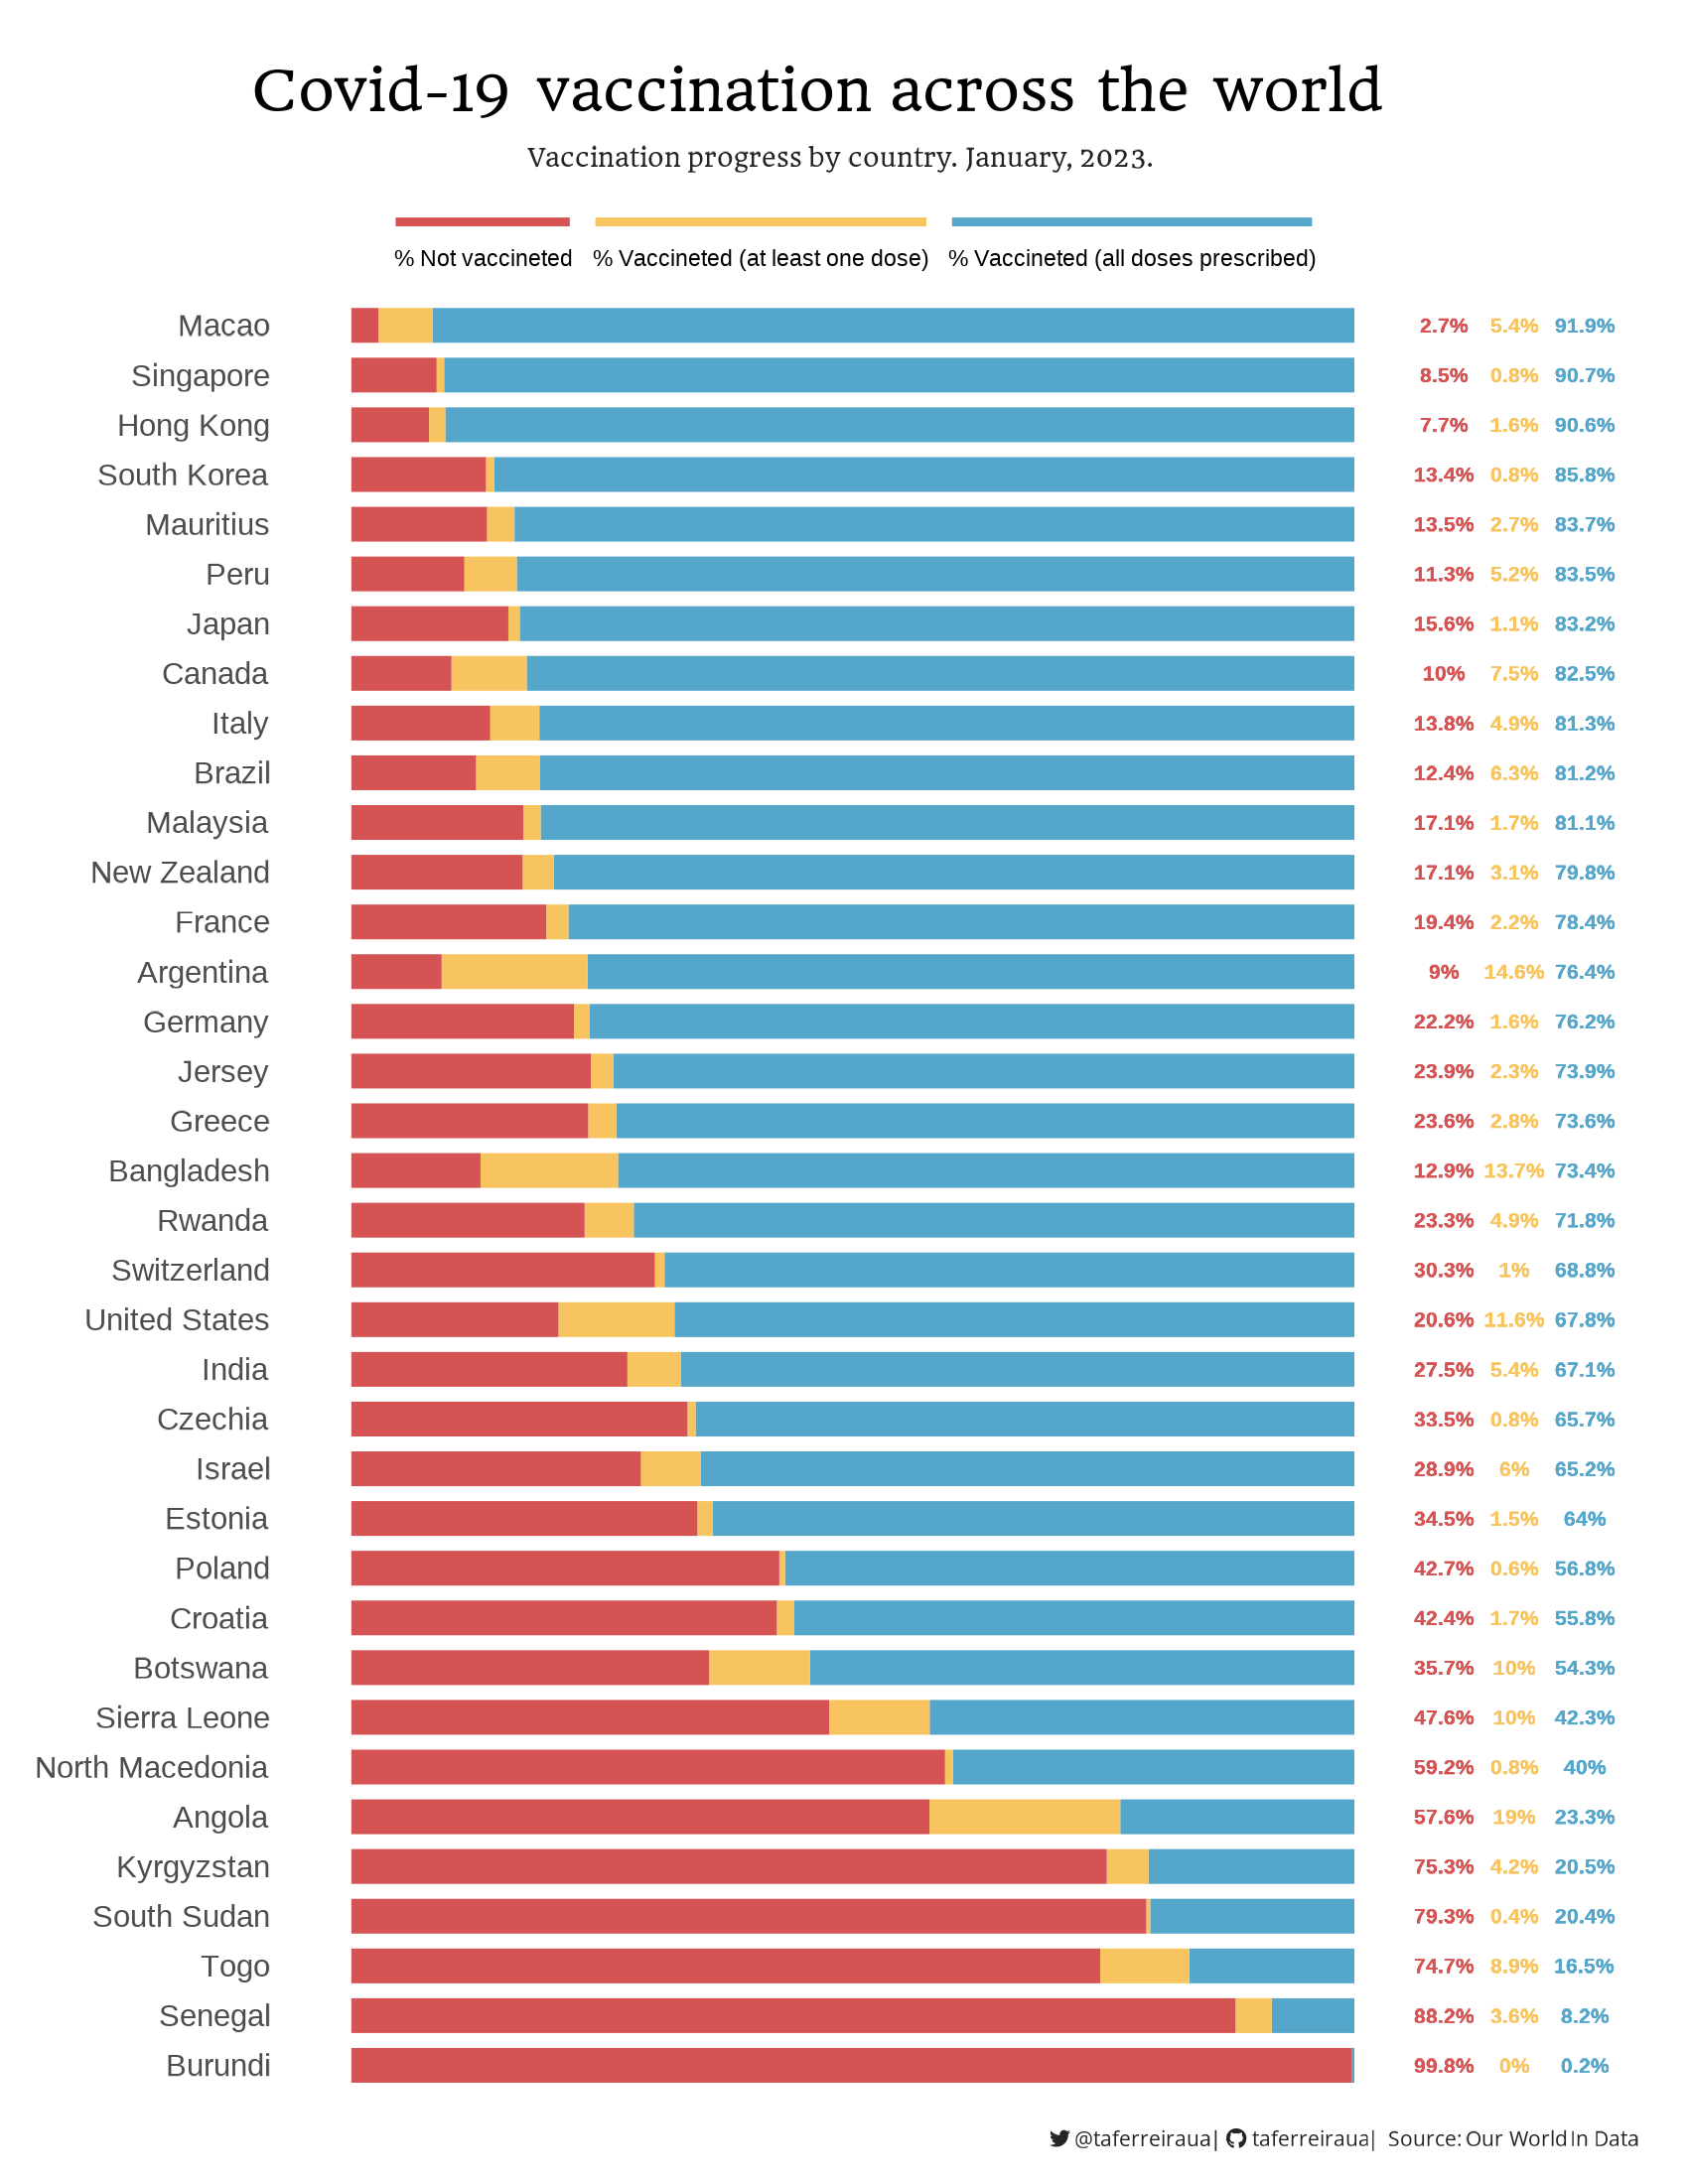 Covid-19 vaccination across the world
Vaccination progress by country. January, 2023.
% Not vaccineted % Vaccineted (at least one dose) % Vaccineted (all doses prescribed)
Macao 2.7% 5.4% 91.9%
Singapore 8.5% 0.8% 90.7%
Hong Kong 7.7% 1.6% 90.6%
South Korea 13.4% 0.8% 85.8%
Mauritius 13.5% 2.7% 83.7%
Peru 11.3% 5.2% 83.5%
Japan 15.6% 1.1% 83.2%
Canada 10% 7.5% 82.5%
Italy 13.8% 4.9% 81.3%
Brazil 12.4% 6.3% 81.2%
Malaysia 17.1% 1.7% 81.1%
New Zealand 17.1% 3.1% 79.8%
France 19.4% 2.2% 78.4%
Argentina 9% 14.6% 76.4%
Germany 22.2% 1.6% 76.2%
Jersey 23.9% 2.3% 73.9%
Greece 23.6% 2.8% 73.6%
Bangladesh 12.9% 13.7% 73.4%
Rwanda 23.3% 4.9% 71.8%
Switzerland 30.3% 1% 68.8%
United States 20.6% 11.6% 67.8%
India 27.5% 5.4% 67.1%
Czechia 33.5% 0.8% 65.7%
Israel 28.9% 6% 65.2%
Estonia 34.5% 1.5% 64%
Poland 42.7% 0.6% 56.8%
Croatia 42.4% 1.7% 55.8%
Botswana 35.7% 10% 54.3%
Sierra Leone 47.6% 10% 42.3%
North Macedonia 59.2% 0.8% 40%
Angola 57.6% 19% 23.3%
Kyrgyzstan 75.3% 4.2% 20.5%
South Sudan 79.3% 0.4% 20.4%
Togo 74.7% 8.9% 16.5%
Senegal 88.2% 3.6% 8.2%
Burundi 99.8% 0% 0.2%
@taferreiraua| taferreiraua| Source: Our World In Data